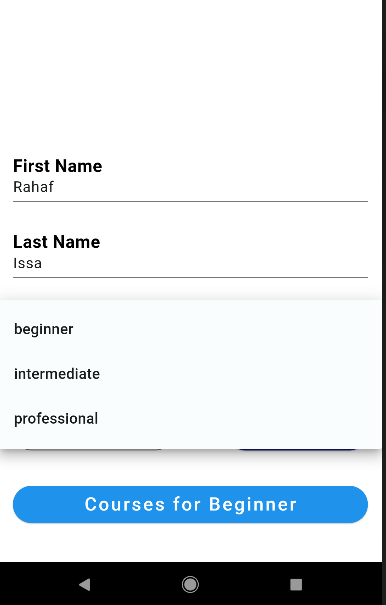 First Name
Rahaf
Last Name
Issa
beginner
intermediate
professional
Courses for Beginner